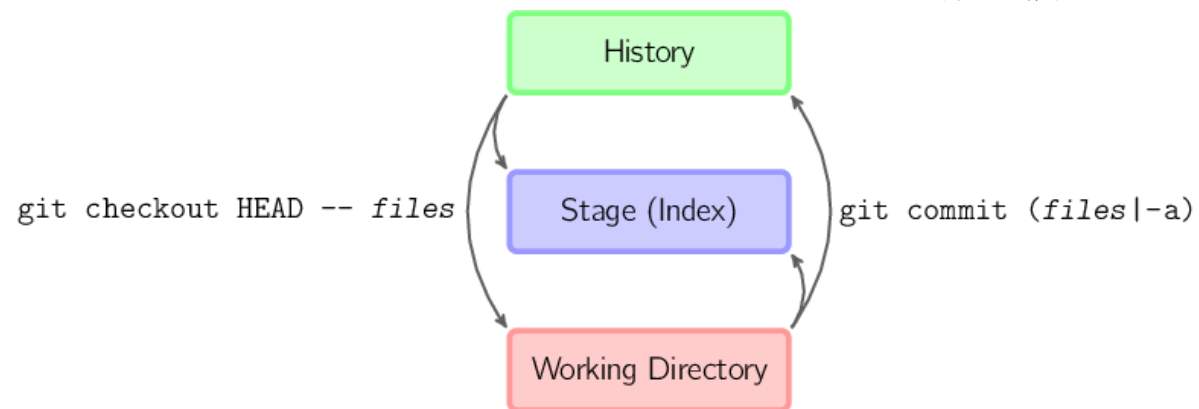 History
git checkout HEAD -- files
Stage (Index)
git commit (files|-a)
Working Directory